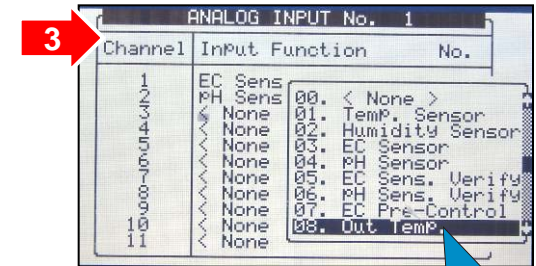 3
ANALOG INPUT No. 1
Channel Input Function No.
1 EC Sens
2 pH Sens
3 < None
4 < None
5 < None
6 < None
7 < None
8 < None
9 < None
10 < None
11 < None
00. < None >
01. Temp. Sensor
02. Humidity Sensor
03. EC Sensor
04. pH Sensor
05. EC Sens. Verify
06. pH Sens. Verify
07. EC Pre-Control
08. Out Temp.